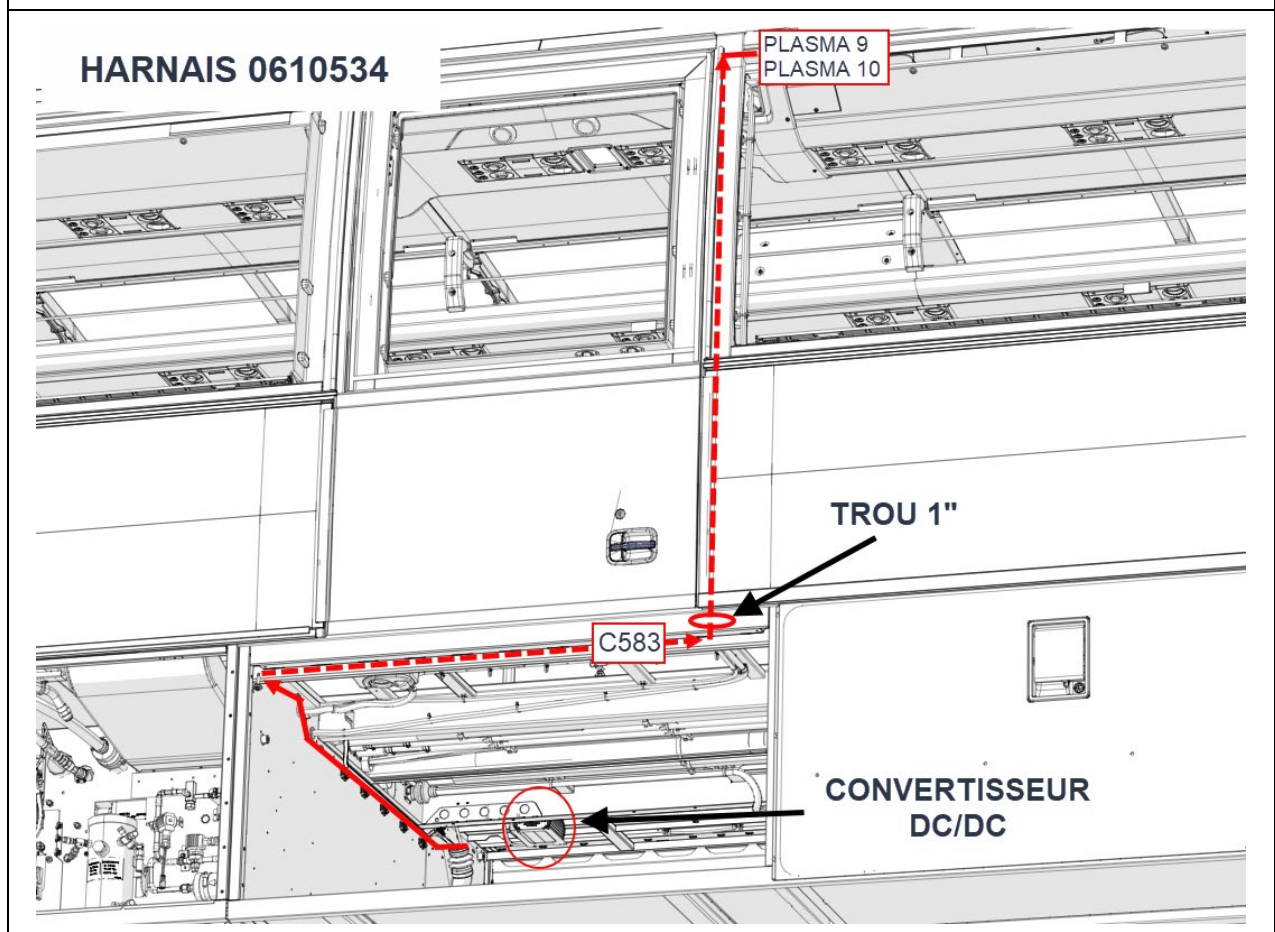 HARNAIS 0610534
PLASMA 9
PLASMA 10
TROU 1"
C583
CONVERTISSEUR
DC/DC